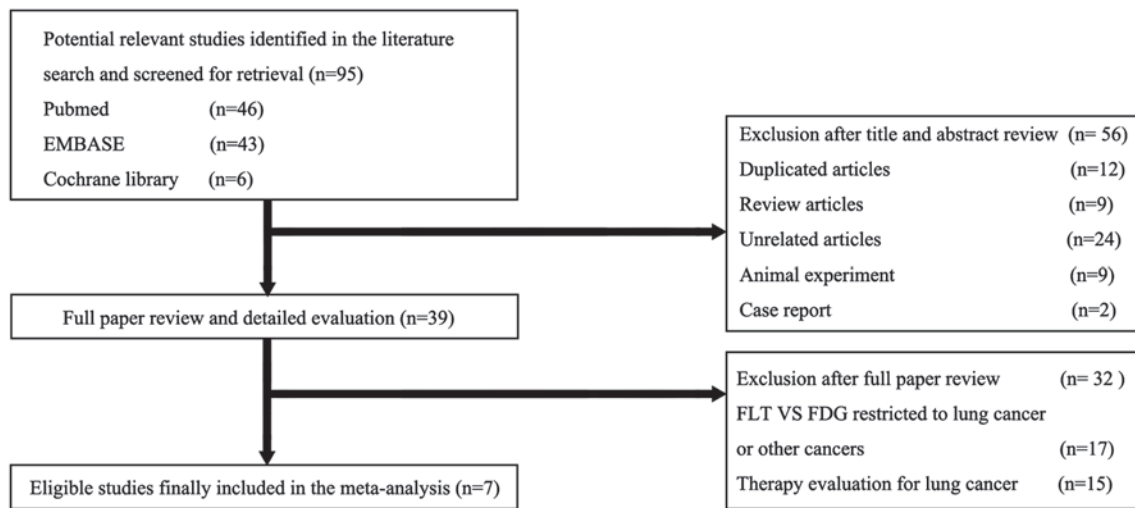 Potential relevant studies identified in the literature
search and screened for retrieval (n=95)
Pubmed (n=46)
EMBASE (n=43)
Cochrane library (n=6)
Exclusion after title and abstract review (n= 56)
Duplicated articles (n=12)
Review articles (n=9)
Unrelated articles (n=24)
Animal experiment (n=9)
Case report (n=2)
Full paper review and detailed evaluation (n=39)
Exclusion after full paper review (n= 32 )
FLT VS FDG restricted to lung cancer
or other cancers (n=17)
Therapy evaluation for lung cancer (n=15)
Eligible studies finally included in the meta-analysis (n=7)